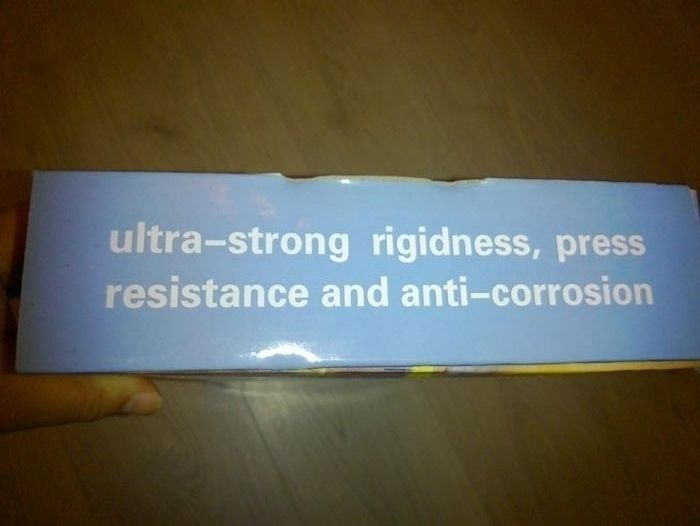 ultra-strong rigidness, press
resistance and anti-corrosion